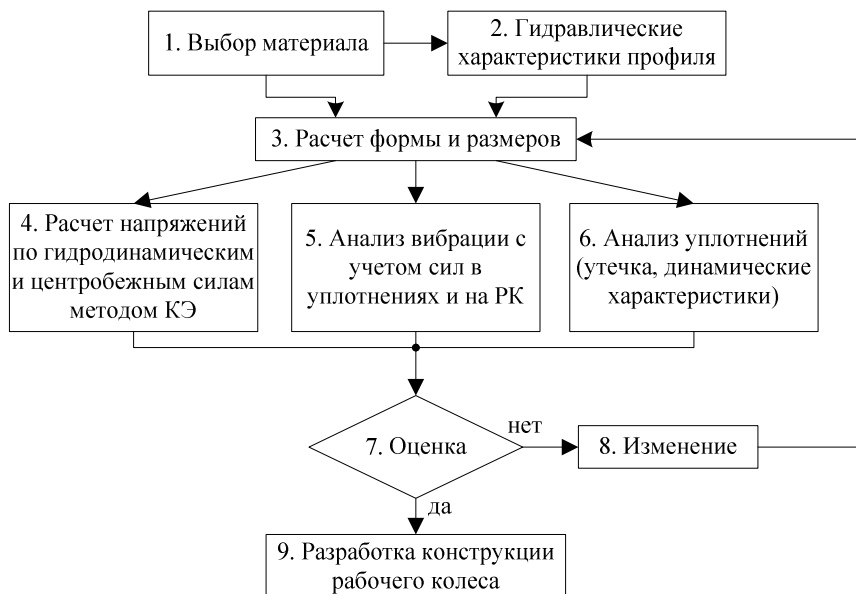 1. Выбор материала
2. Гидравлические
характеристики профиля
3. Расчет формы и размеров
4. Расчет напряжений
по гидродинамическим
и центробежным силам
методом КЭ
5. Анализ вибрации с
учетом сил в
уплотнениях и на РК
6. Анализ уплотнений
(утечка, динамические
характеристики)
7. Оценка
нет
8. Изменение
да
9. Разработка конструкции
рабочего колеса